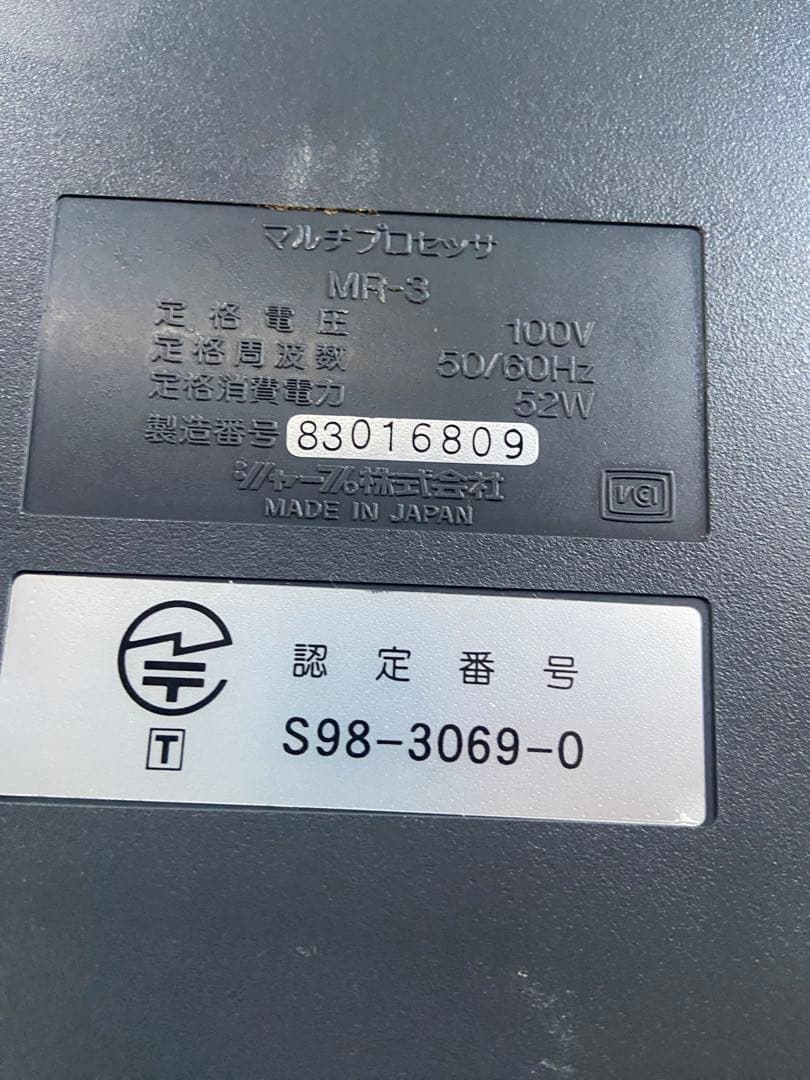 マルチプロセッサ
MR-3
定格電圧 100V
定格周波数 50/60Hz
定格消費電力 52W
製造番号 83016809
シャープ株式会社
MADE IN JAPAN
VCI
認定番号
T S98-3069-0